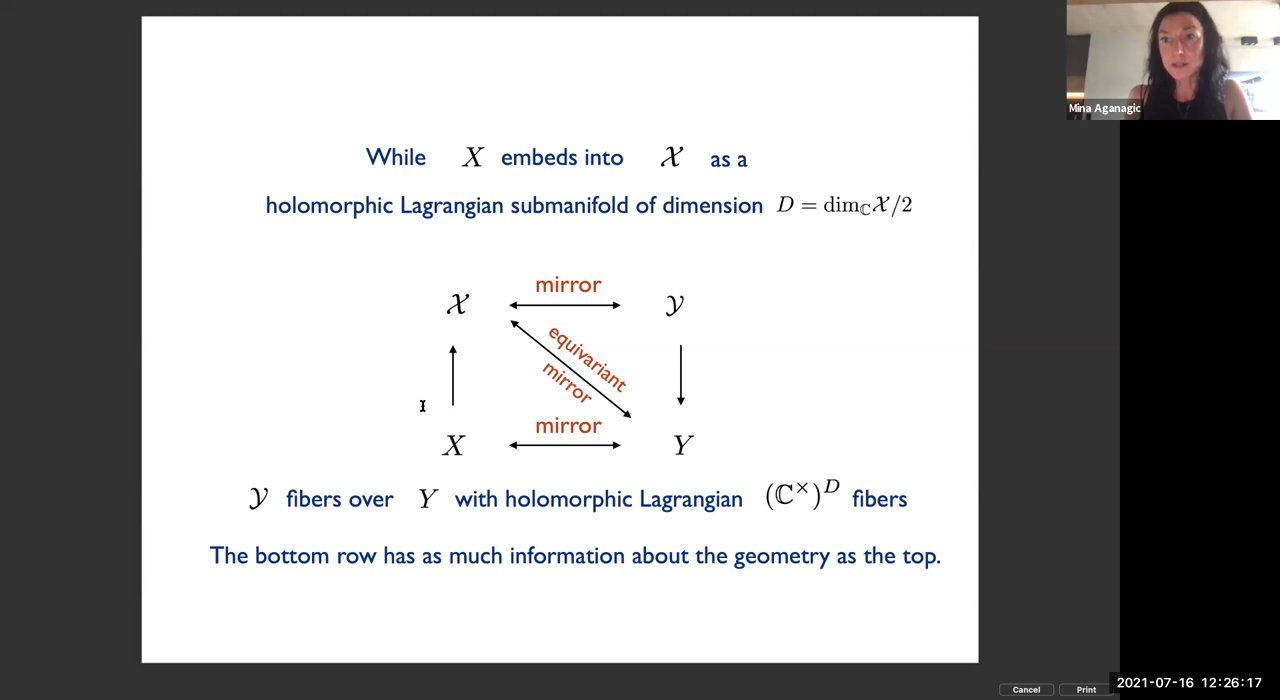 While X embeds into 𝒳 as a
holomorphic Lagrangian submanifold of dimension D = dim_ℂ 𝒳/2
mirror
𝒳 𝒴
equivariant
mirror
mirror
X Y
𝒴 fibers over Y with holomorphic Lagrangian (ℂ^×)^D fibers
The bottom row has as much information about the geometry as the top.
Mina Aganagic
Cancel Print
2021-07-16 12:26:17